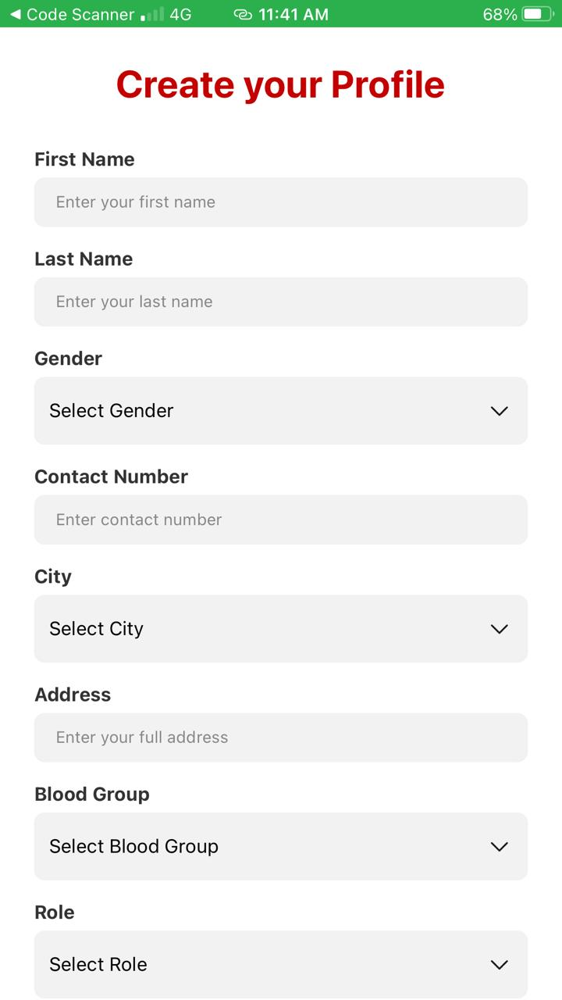 ◀ Code Scanner 4G 11:41 AM 68%
Create your Profile
First Name
Enter your first name
Last Name
Enter your last name
Gender
Select Gender
Contact Number
Enter contact number
City
Select City
Address
Enter your full address
Blood Group
Select Blood Group
Role
Select Role